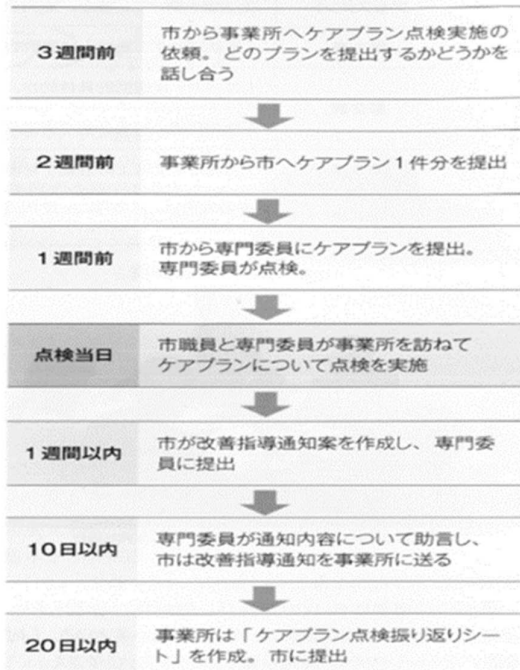 3週間前
市から事業所へケアプラン点検実施の
依頼。どのプランを提出するかどうかを
話し合う
2週間前
事業所から市へケアプラン1件分を提出
1週間前
市から専門委員にケアプランを提出。
専門委員が点検。
点検当日
市職員と専門委員が事業所を訪ねて
ケアプランについて点検を実施
1週間以内
市が改善指導通知案を作成し、専門委
員に提出
10日以内
専門委員が通知内容について助言し、
市は改善指導通知を事業所に送る
20日以内
事業所は「ケアプラン点検振り返りシー
ト」を作成。市に提出